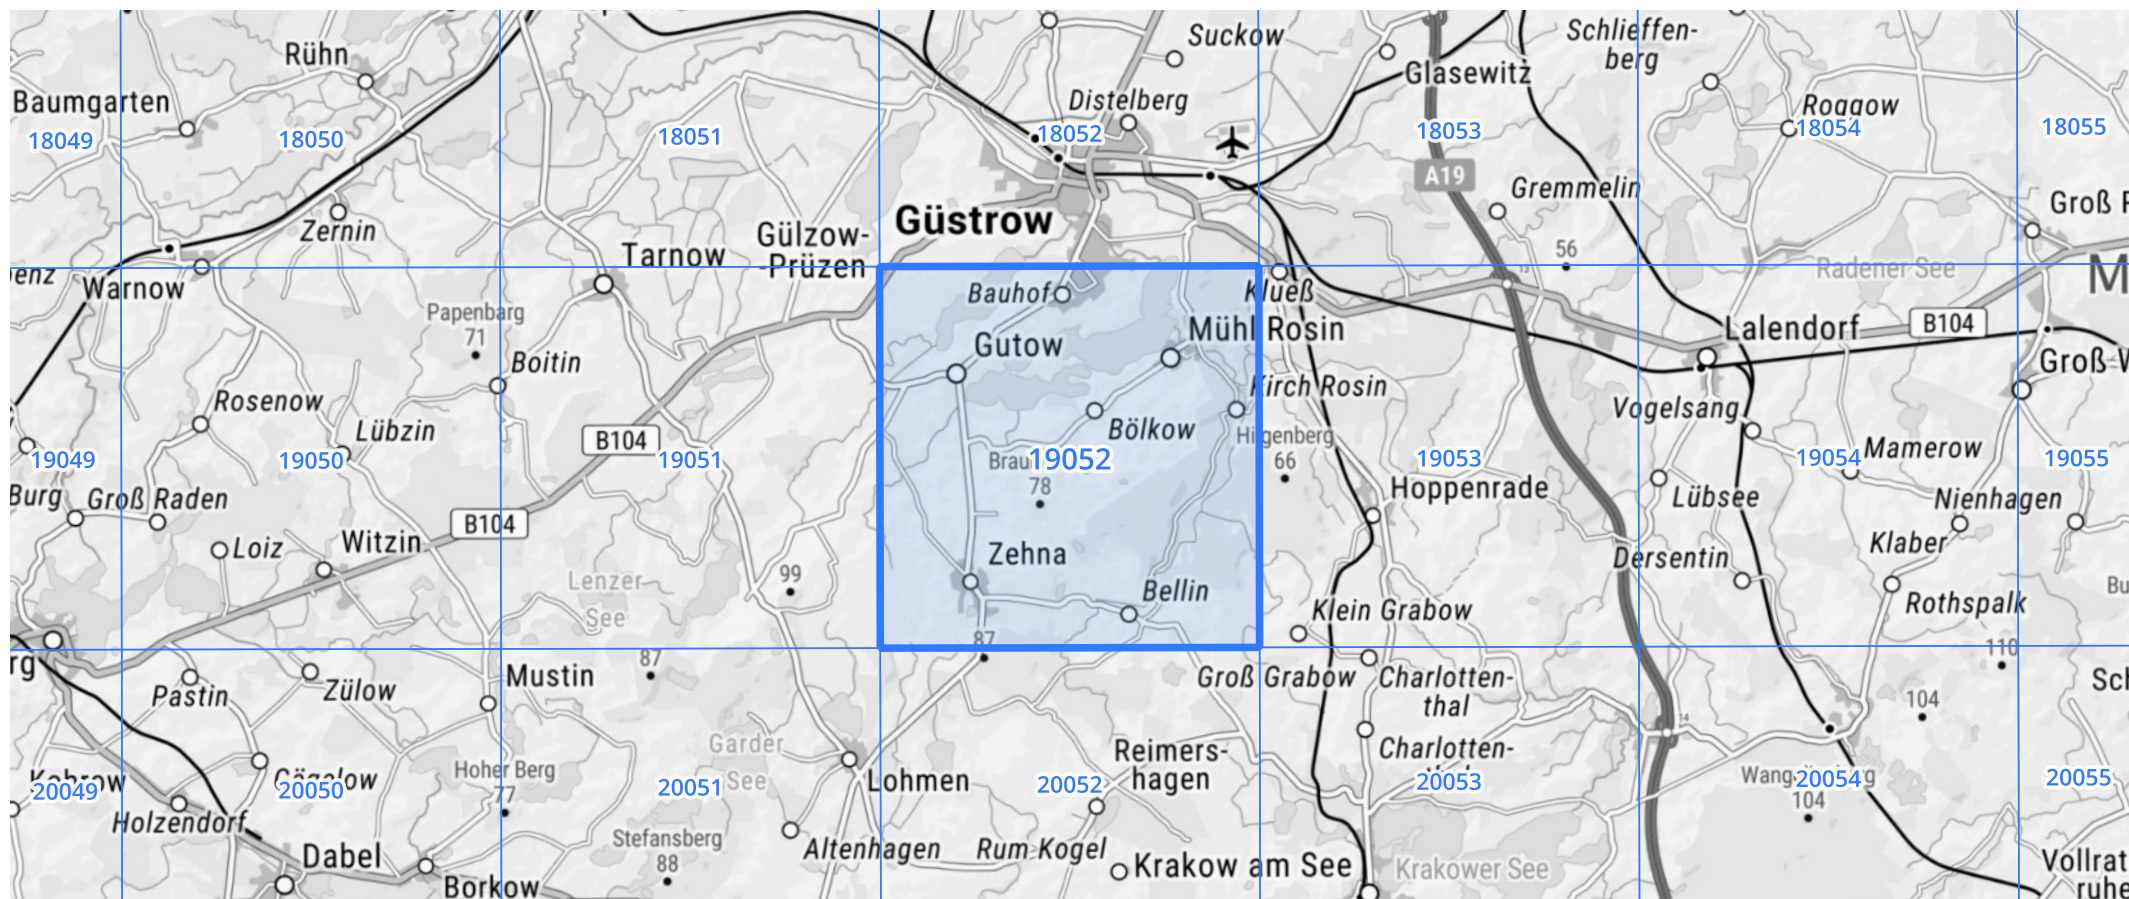 Suckow
Schlieffen-
berg
Rühn
Glasewitz
Baumgarten
Distelberg
Roggow
18049
18050
18051
18052
18053
18054
18055
A19
Gremmelin
Zernin
Güstrow
Groß
Gülzow-
-Prüzen
Tarnow
56
Radener See
13
Warnow
Bauhof
Klueß
M
Papenbarg
71
Mühl Rosin
Lalendorf
B104
Gutow
Boitin
Groß
Kirch Rosin
Rosenow
Vogelsang
Lübzin
B104
Bölkow
Mamerow
66
19049
19050
19051
19052
19053
19054
19055
78
Hoppenrade
Burg
Groß Raden
Lübsee
Nienhagen
B104
Witzin
Loiz
Zehna
Klaber
Dersentin
Lenzer
See
99
Bellin
Rothspalk
Klein Grabow
87
87
110
Mustin
Groß Grabow
Charlotten-
thal
Pastin
Zülow
104
14
Garder
See
Reimers-
hagen
Charlotten-
Hoher Berg
77
Lohmen
20049
20050
20051
20052
20053
20054
20055
104
Holzendorf
Stefansberg
88
Altenhagen
Rum Kogel
Dabel
Krakow am See
Krakower See
Borkow